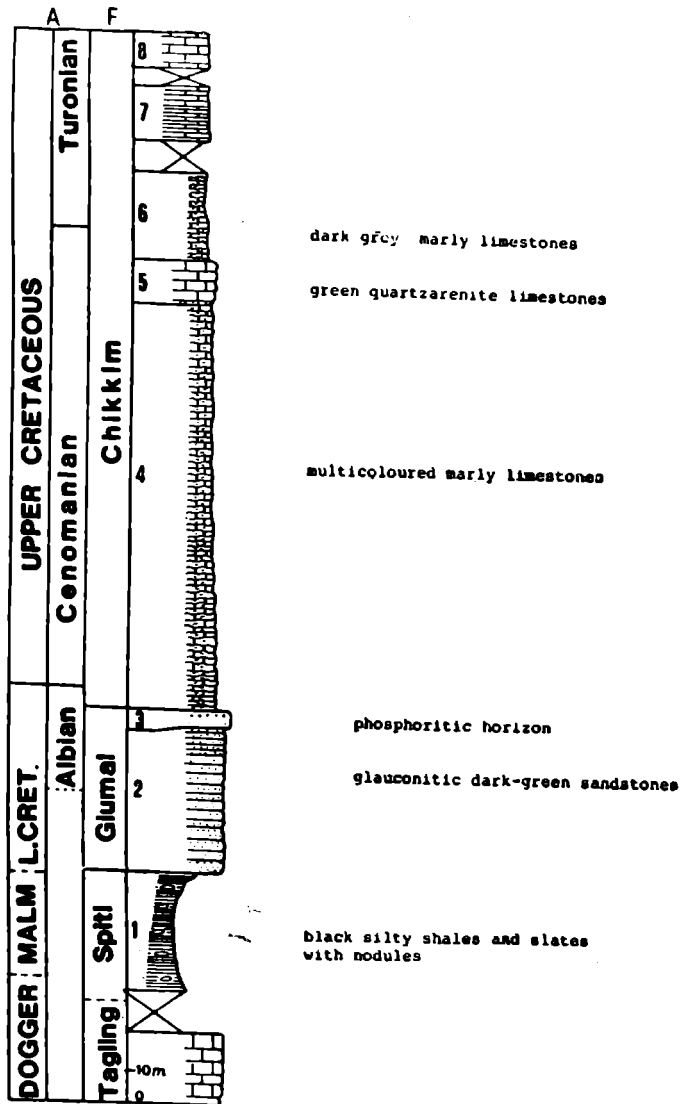 A F
8
7
Turonian
6
dark grey marly limestones
5
green quartzarenite limestones
UPPER CRETACEOUS
Chikkim
4
multicoloured marly limestones
Cenomanian
3
phosphoritic horizon
Albian
glauconitic dark-green sandstones
2
L.CRET.
Giumal
MALM
Spiti
1
black silty shales and slates
with nodules
DOGGER
Tagling
10m
0